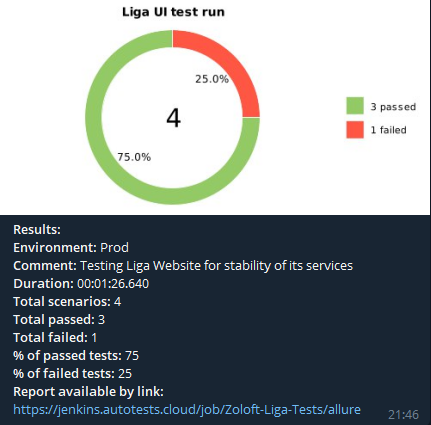 Liga UI test run
25.0%
4
75.0%
3 passed
1 failed
Results:
Environment: Prod
Comment: Testing Liga Website for stability of its services
Duration: 00:01:26.640
Total scenarios: 4
Total passed: 3
Total failed: 1
% of passed tests: 75
% of failed tests: 25
Report available by link:
https://jenkins.autotests.cloud/job/Zoloft-Liga-Tests/allure
21:46